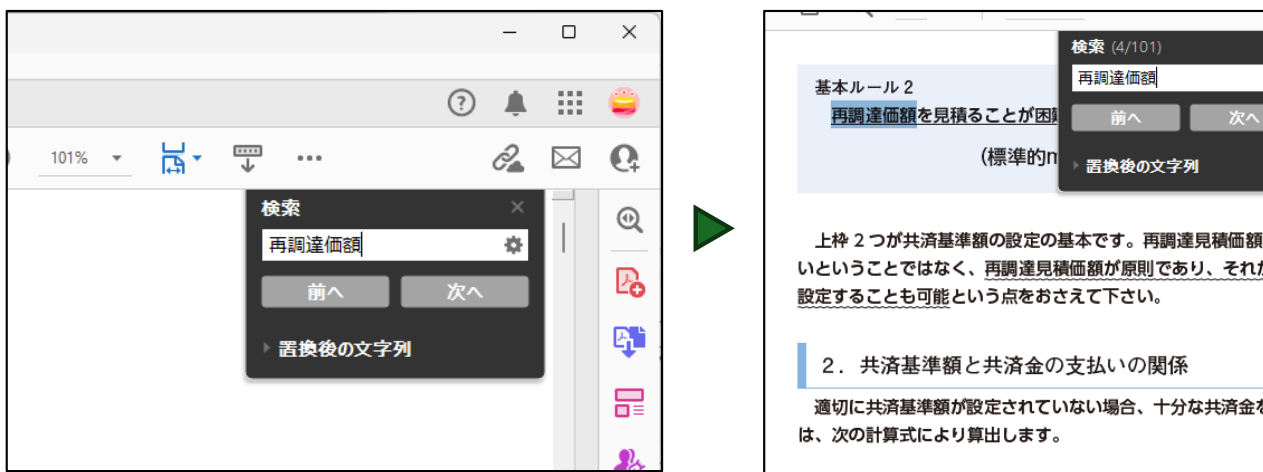 101%
検索
再調達価額
前へ 次へ
置換後の文字列
検索 (4/101)
再調達価額
前へ 次へ
置換後の文字列
基本ルール2
再調達価額を見積ることが困
(標準的m
上枠2つが共済基準額の設定の基本です。再調達見積価額
いということではなく、再調達見積価額が原則であり、それ
設定することも可能という点をおさえて下さい。
2．共済基準額と共済金の支払いの関係
適切に共済基準額が設定されていない場合、十分な共済金を
は、次の計算式により算出します。